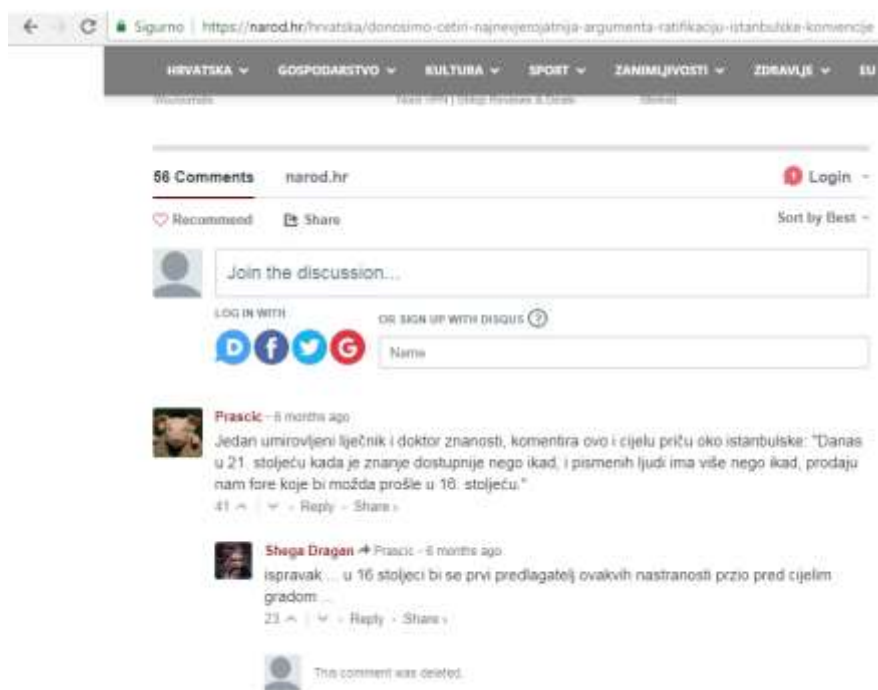 Sigurno
https://narod.hr/hrvatska/donosimo-cetiri-najnevjerojatnija-argumenta-ratifikaciju-istanbulske-konvencije
HRVATSKA GOSPODARSTVO KULTURA SPORT ZANIMLJIVOSTI ZDRAVLJE EU
56 Comments narod.hr 1 Login
Recommend Share Sort by Best
Join the discussion...
LOG IN WITH
OR SIGN UP WITH DISQUS ?
Name
Prascic - 6 months ago
Jedan umirovljeni liječnik i doktor znanosti, komentira ovo i cijelu priču oko istanbulske: "Danas
u 21. stoljeću kada je znanje dostupnije nego ikad, i pismenih ljudi ima više nego ikad, prodaju
nam fore koje bi možda prošle u 16. stoljeću."
41 Reply Share ›
Shega Dragan Prascic - 6 months ago
ispravak ... u 16 stoljeci bi se prvi predlagatelj ovakvih nastranosti przio pred cijelim
gradom ...
23 Reply Share ›
This comment was deleted.